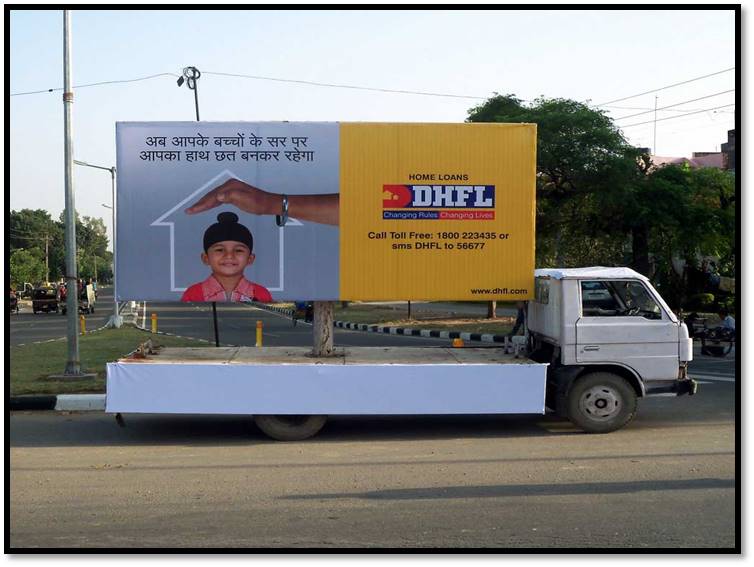 अब आपके बच्चों के सर पर
आपका हाथ छत बनकर रहेगा
HOME LOANS
DHFL
Changing Rules Changing Lives
Call Toll Free: 1800 223435 or
sms DHFL to 56677
www.dhfl.com